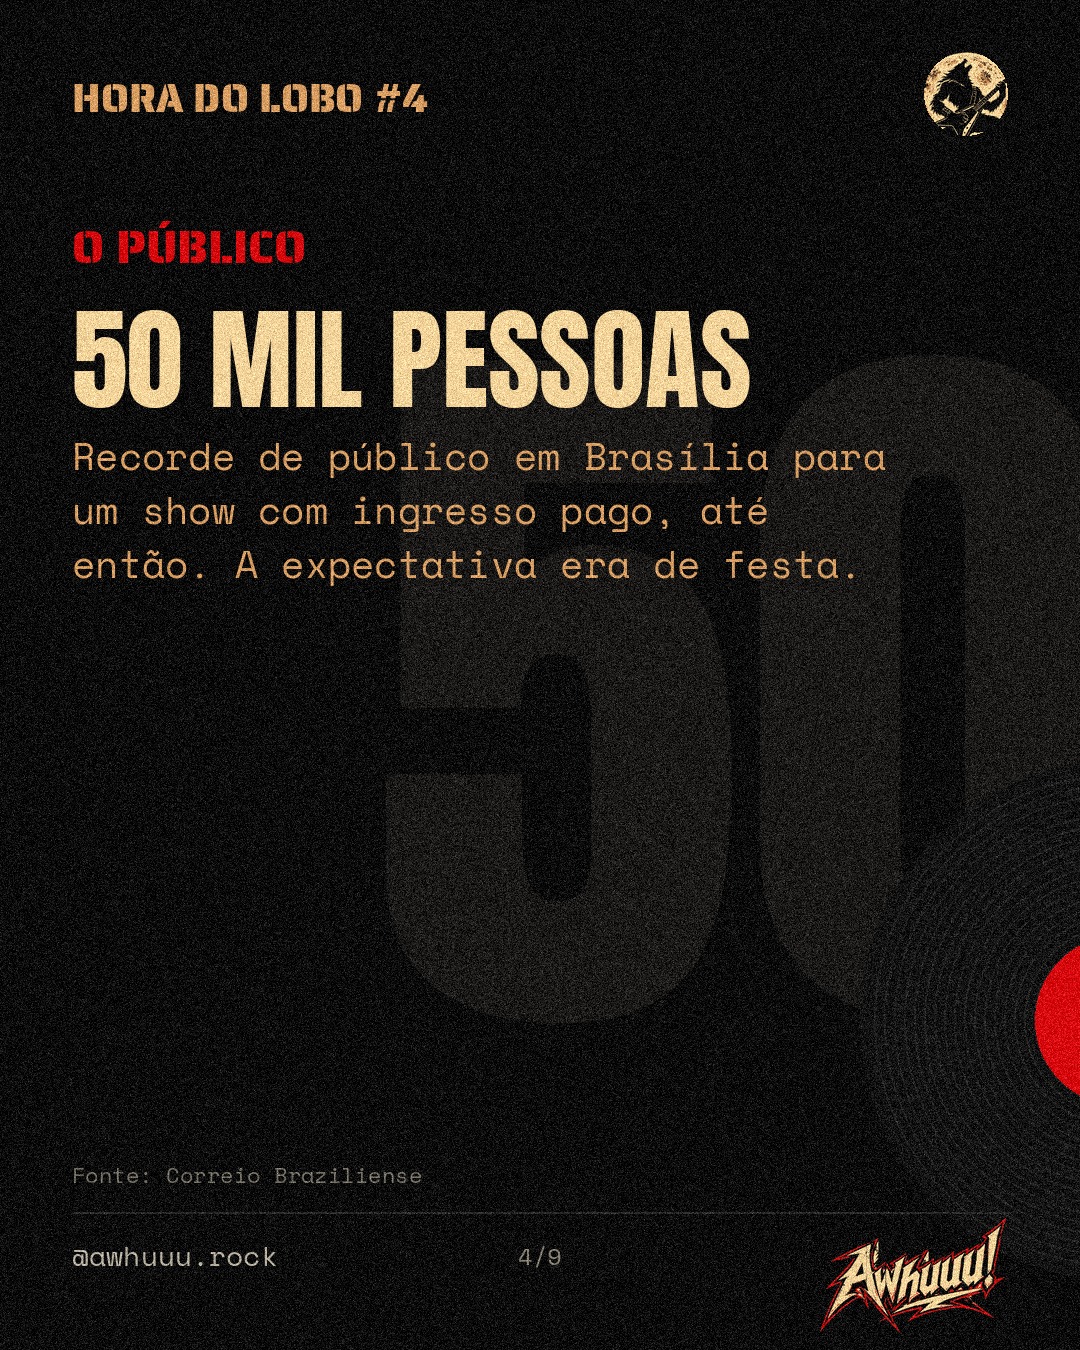 HORA DO LOBO #4
O PÚBLICO
50 MIL PESSOAS
Recorde de público em Brasília para
um show com ingresso pago, até
então. A expectativa era de festa.
50
Fonte: Correio Braziliense
@awhuuu.rock
4/9
Awhuuu!